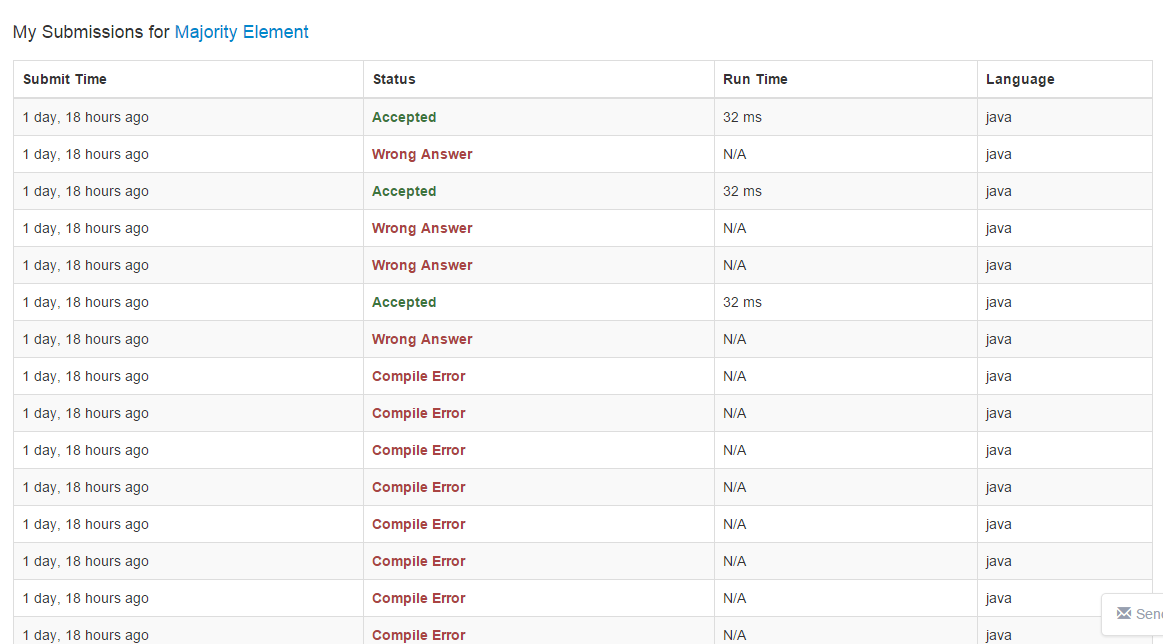 My Submissions for Majority Element
Submit Time Status Run Time Language
1 day, 18 hours ago Accepted 32 ms java
1 day, 18 hours ago Wrong Answer N/A java
1 day, 18 hours ago Accepted 32 ms java
1 day, 18 hours ago Wrong Answer N/A java
1 day, 18 hours ago Wrong Answer N/A java
1 day, 18 hours ago Accepted 32 ms java
1 day, 18 hours ago Wrong Answer N/A java
1 day, 18 hours ago Compile Error N/A java
1 day, 18 hours ago Compile Error N/A java
1 day, 18 hours ago Compile Error N/A java
1 day, 18 hours ago Compile Error N/A java
1 day, 18 hours ago Compile Error N/A java
1 day, 18 hours ago Compile Error N/A java
1 day, 18 hours ago Compile Error N/A java
1 day, 18 hours ago Compile Error N/A java